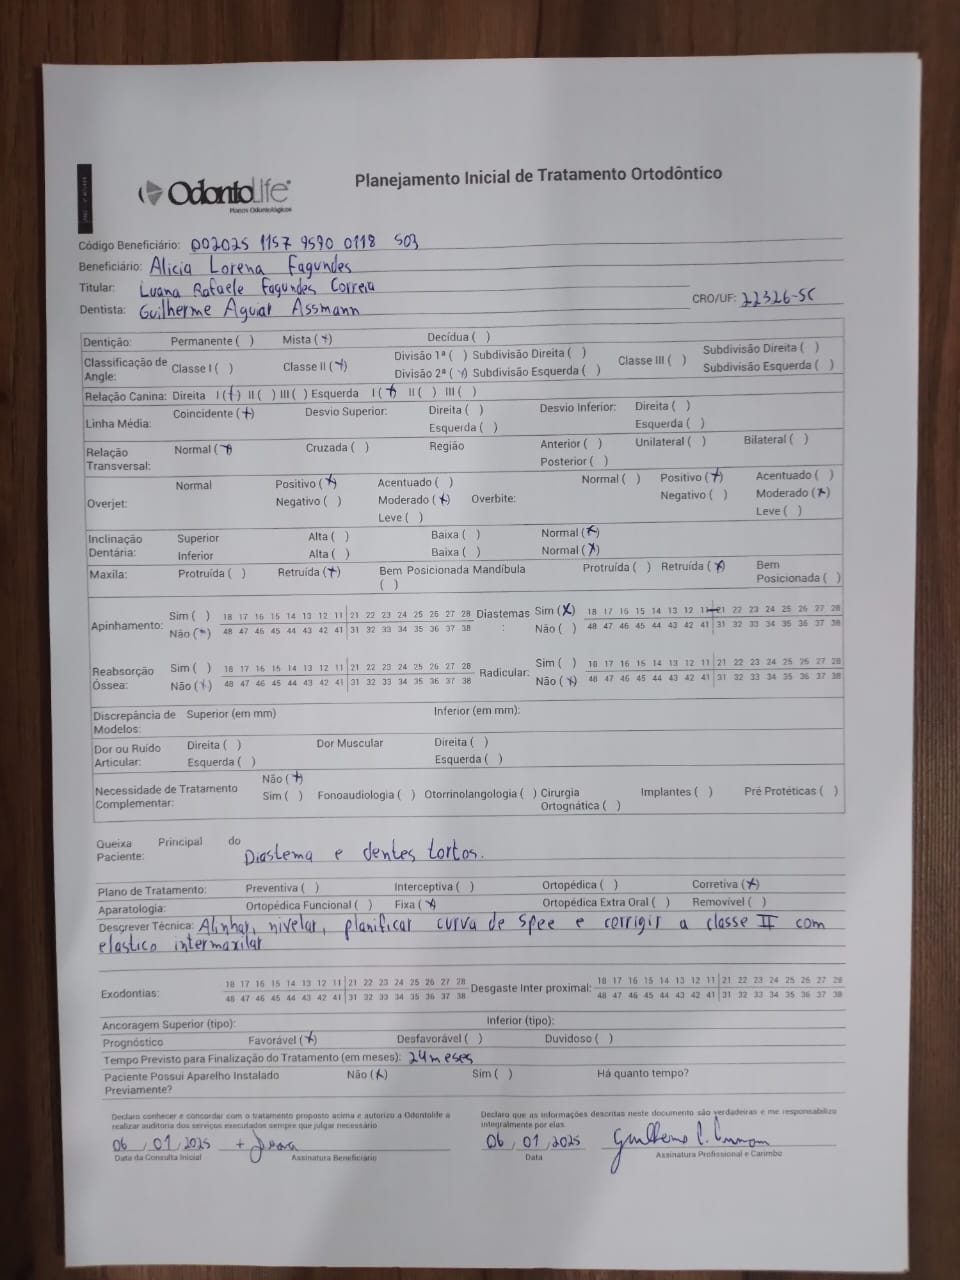 OdontoLife
Planos Odontológicos
Planejamento Inicial de Tratamento Ortodôntico
Código Beneficiário: 002025 1157 9590 0118 503
Beneficiário: Alicia Lorena Fagundes
Titular: Luana Rafaele Fagundes Correia
Dentista: Guilherme Aguiar Assmann CRO/UF: 22326-SC
Dentição: Permanente ( ) Mista (x) Decídua ( )
Classificação de Angle: Classe I ( ) Classe II (x) Divisão 1ª ( ) Subdivisão Direita ( ) Classe III ( ) Subdivisão Direita ( )
Divisão 2ª (x) Subdivisão Esquerda ( ) Subdivisão Esquerda ( )
Relação Canina: Direita I (x) II ( ) III ( ) Esquerda I (x) II ( ) III ( )
Linha Média: Coincidente (x) Desvio Superior: Direita ( ) Desvio Inferior: Direita ( )
Esquerda ( ) Esquerda ( )
Relação Transversal: Normal (x) Cruzada ( ) Região Anterior ( ) Unilateral ( ) Bilateral ( )
Posterior ( )
Overjet: Normal Positivo (x) Acentuado ( ) Overbite: Normal ( ) Positivo (x) Acentuado ( )
Negativo ( ) Moderado (x) Negativo ( ) Moderado (x)
Leve ( ) Leve ( )
Inclinação Dentária: Superior Alta ( ) Baixa ( ) Normal (x)
Inferior Alta ( ) Baixa ( ) Normal (x)
Maxila: Protruída ( ) Retruída (x) Bem Posicionada ( ) Mandíbula Protruída ( ) Retruída (x) Bem Posicionada ( )
Apinhamento: Sim ( ) 18 17 16 15 14 13 12 11 21 22 23 24 25 26 27 28 Diastemas: Sim (x) 18 17 16 15 14 13 12 11 21 22 23 24 25 26 27 28
Não (x) 48 47 46 45 44 43 42 41 31 32 33 34 35 36 37 38 Não ( ) 48 47 46 45 44 43 42 41 31 32 33 34 35 36 37 38
Reabsorção Óssea: Sim ( ) 18 17 16 15 14 13 12 11 21 22 23 24 25 26 27 28 Radicular: Sim ( ) 18 17 16 15 14 13 12 11 21 22 23 24 25 26 27 28
Não (x) 48 47 46 45 44 43 42 41 31 32 33 34 35 36 37 38 Não (x) 48 47 46 45 44 43 42 41 31 32 33 34 35 36 37 38
Discrepância de Modelos: Superior (em mm) Inferior (em mm):
Dor ou Ruído Articular: Direita ( ) Dor Muscular Direita ( )
Esquerda ( ) Esquerda ( )
Necessidade de Tratamento Complementar: Não (x)
Sim ( ) Fonoaudiologia ( ) Otorrinolangologia ( ) Cirurgia Ortognática ( ) Implantes ( ) Pré Protéticas ( )
Queixa Principal do Paciente: Diastema e dentes tortos.
Plano de Tratamento: Preventiva ( ) Interceptiva ( ) Ortopédica ( ) Corretiva (x)
Aparatologia: Ortopédica Funcional ( ) Fixa (x) Ortopédica Extra Oral ( ) Removível ( )
Descrever Técnica: Alinhar, nivelar, planificar curva de spee e corrigir a classe II com
elastico intermaxilar
Exodontias: 18 17 16 15 14 13 12 11 21 22 23 24 25 26 27 28 Desgaste Inter proximal: 18 17 16 15 14 13 12 11 21 22 23 24 25 26 27 28
48 47 46 45 44 43 42 41 31 32 33 34 35 36 37 38 48 47 46 45 44 43 42 41 31 32 33 34 35 36 37 38
Ancoragem Superior (tipo): Inferior (tipo):
Prognóstico Favorável (x) Desfavorável ( ) Duvidoso ( )
Tempo Previsto para Finalização do Tratamento (em meses): 24 meses
Paciente Possui Aparelho Instalado Previamente? Não (x) Sim ( ) Há quanto tempo?
Declaro conhecer e concordar com o tratamento proposto acima e autorizo a Odontolife a
realizar auditoria dos serviços executados sempre que julgar necessário
Declaro que as informações descritas neste documento são verdadeiras e me responsabilizo
integralmente por elas.
06 / 01 / 2025
Data da Consulta Inicial Assinatura Beneficiário
06 / 01 / 2025
Data Assinatura Profissional e Carimbo